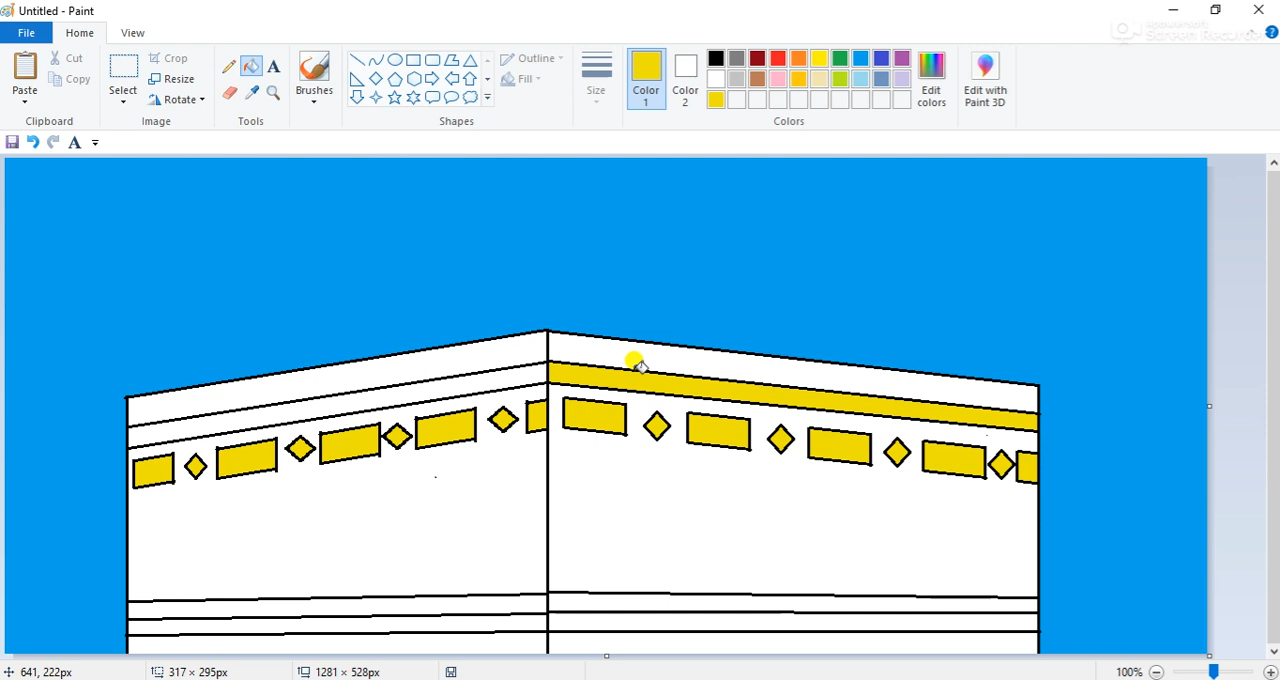 Untitled - Paint
File Home View
Cut Crop Outline
Copy Resize Fill
Paste Select Rotate Brushes Size Color 1 Color 2 Edit colors Edit with Paint 3D
Clipboard Image Tools Shapes Colors
641, 222px 317 × 295px 1281 × 528px 100%